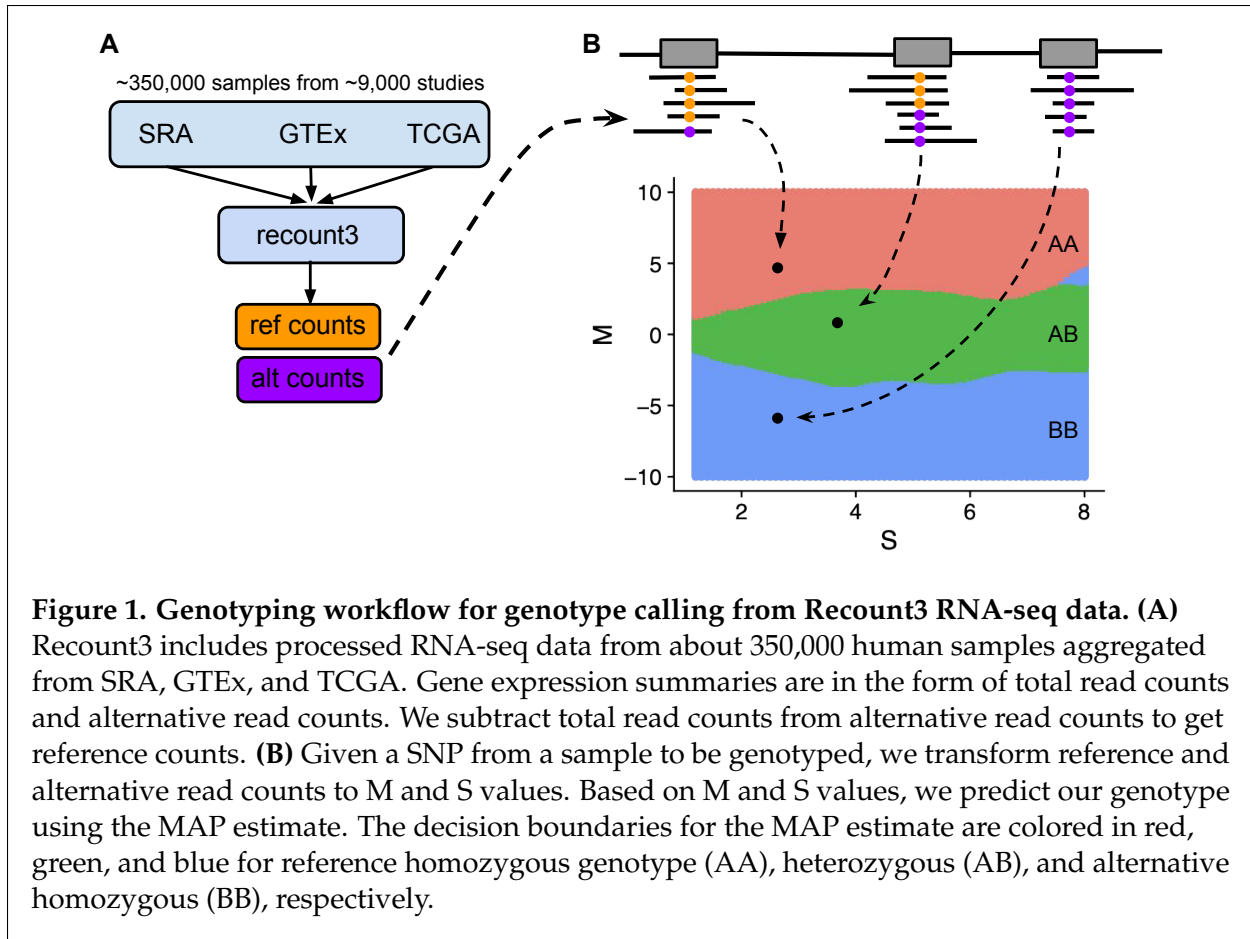 A
~350,000 samples from ~9,000 studies
SRA GTEx TCGA
recount3
ref counts
alt counts
B
10
5
0
−5
−10
M
AA
AB
BB
2 4 6 8
S
Figure 1. Genotyping workflow for genotype calling from Recount3 RNA-seq data. (A)
Recount3 includes processed RNA-seq data from about 350,000 human samples aggregated
from SRA, GTEx, and TCGA. Gene expression summaries are in the form of total read counts
and alternative read counts. We subtract total read counts from alternative read counts to get
reference counts. (B) Given a SNP from a sample to be genotyped, we transform reference and
alternative read counts to M and S values. Based on M and S values, we predict our genotype
using the MAP estimate. The decision boundaries for the MAP estimate are colored in red,
green, and blue for reference homozygous genotype (AA), heterozygous (AB), and alternative
homozygous (BB), respectively.